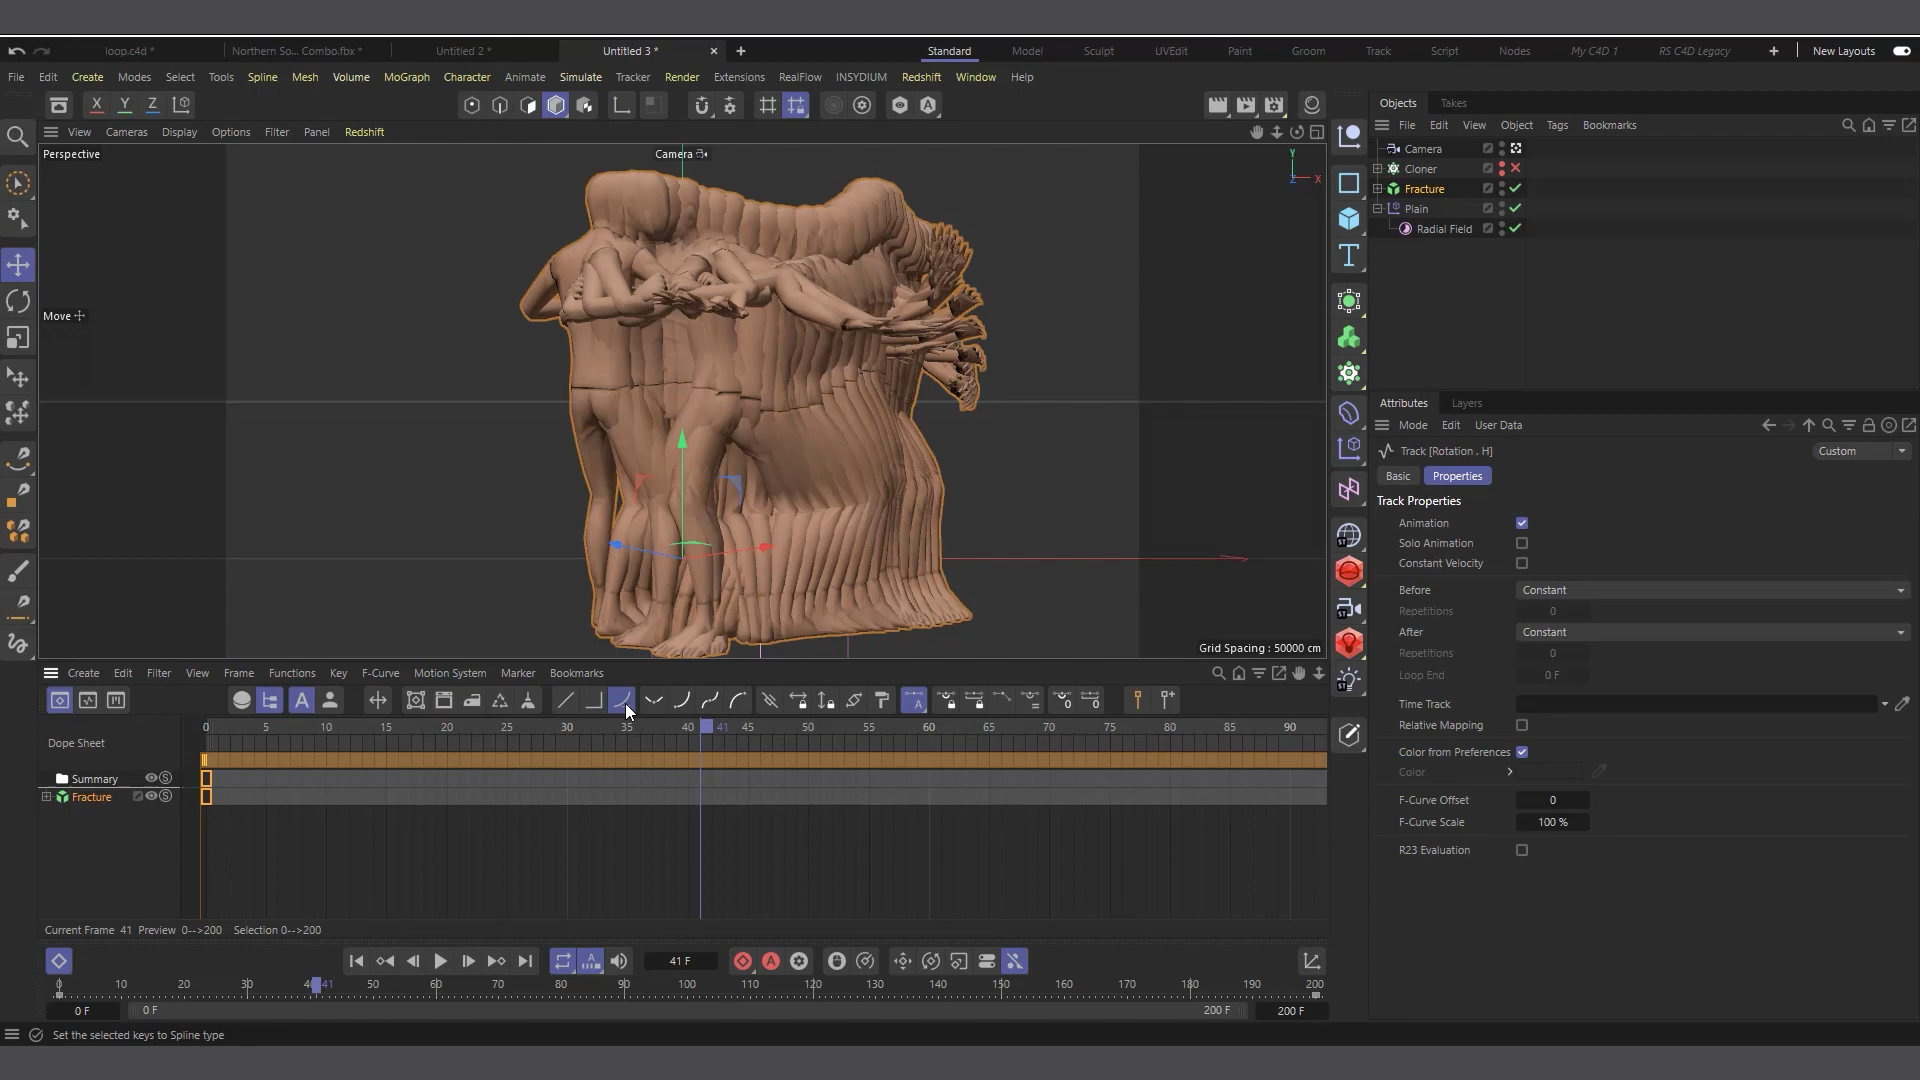 loop.c4d *
Northern So... Combo.fbx *
Untitled 2 *
Untitled 3 *
Standard
Model
Sculpt
UVEdit
Paint
Groom
Track
Script
Nodes
My C4D 1
RS C4D Legacy
New Layouts
File Edit Create Modes Select Tools Spline Mesh Volume MoGraph Character Animate Simulate Tracker Render Extensions RealFlow INSYDIUM Redshift Window Help
X Y Z
Objects Takes
View Cameras Display Options Filter Panel Redshift
File Edit View Object Tags Bookmarks
Perspective
Camera
Y
X
Z
Camera
Cloner
Fracture
Plain
Radial Field
Move
Attributes Layers
Mode Edit User Data
Track [Rotation . H]
Custom
Basic Properties
Track Properties
Animation
Solo Animation
Constant Velocity
Before Constant
Repetitions 0
After Constant
Repetitions 0
Loop End 0 F
Time Track
Relative Mapping
Color from Preferences
Color
F-Curve Offset 0
F-Curve Scale 100 %
R23 Evaluation
Grid Spacing : 50000 cm
Create Edit Filter View Frame Functions Key F-Curve Motion System Marker Bookmarks
0 5 10 15 20 25 30 35 40 41 45 50 55 60 65 70 75 80 85 90
Dope Sheet
Summary
Fracture
Current Frame 41 Preview 0-->200 Selection 0-->200
41 F
0 10 20 30 40 41 50 60 70 80 90 100 110 120 130 140 150 160 170 180 190 200
0 F 0 F 200 F 200 F
Set the selected keys to Spline type